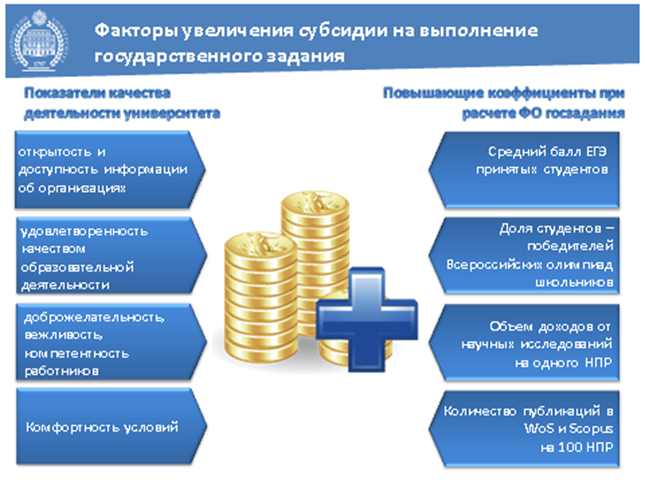 Факторы увеличения субсидии на выполнение
государственного задания
Показатели качества
деятельности университета
открытость и
доступность информации
об организациях
удовлетворенность
качеством
образовательной
деятельности
доброжелательность,
вежливость,
компетентность
работников
Комфортность условий
Повышающие коэффициенты при
расчете ФО госзадания
Средний балл ЕГЭ
принятых студентов
Доля студентов –
победителей
Всероссийских олимпиад
школьников
Объем доходов от
научных исследований
на одного НПР
Количество публикаций в
WoS и Scopus
на 100 НПР